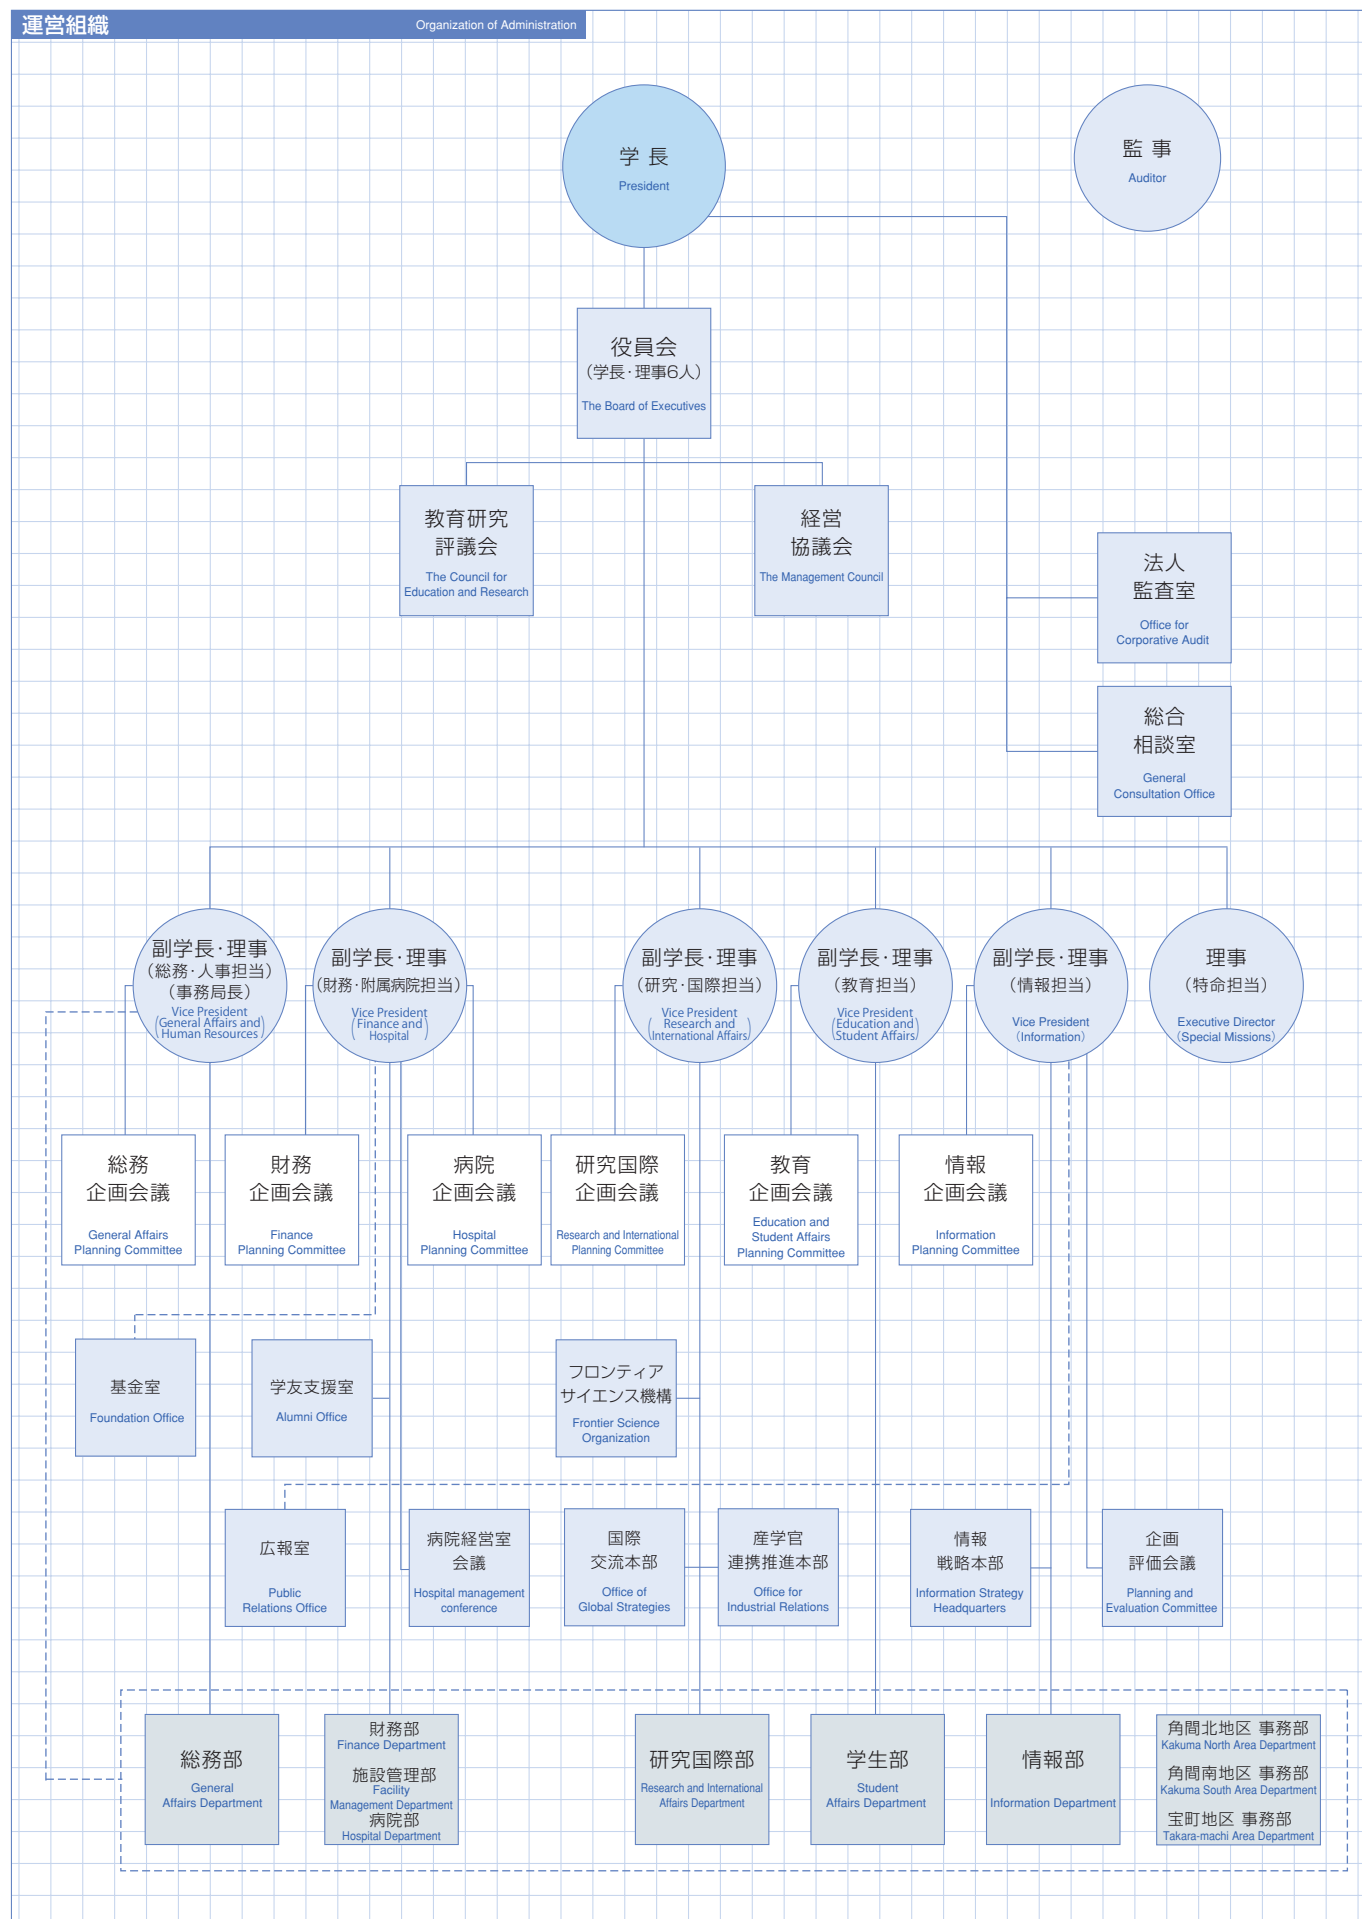 運営組織
Organization of Administration
学 長
President
監 事
Auditor
役員会
（学長・理事6人）
The Board of Executives
教育研究
評議会
The Council for
Education and Research
経営
協議会
The Management Council
法人
監査室
Office for
Corporative Audit
総合
相談室
General
Consultation Office
副学長・理事
（総務・人事担当）
（事務局長）
Vice President
(General Affairs and
Human Resources)
副学長・理事
（財務・附属病院担当）
Vice President
(Finance and
Hospital)
副学長・理事
（研究・国際担当）
Vice President
(Research and
International Affairs)
副学長・理事
（教育担当）
Vice President
(Education and
Student Affairs)
副学長・理事
（情報担当）
Vice President
（Information）
理事
（特命担当）
Executive Director
（Special Missions）
総務
企画会議
General Affairs
Planning Committee
財務
企画会議
Finance
Planning Committee
病院
企画会議
Hospital
Planning Committee
研究国際
企画会議
Research and International
Planning Committee
教育
企画会議
Education and
Student Affairs
Planning Committee
情報
企画会議
Information
Planning Committee
基金室
Foundation Office
学友支援室
Alumni Office
フロンティア
サイエンス機構
Frontier Science
Organization
広報室
Public
Relations Office
病院経営室
会議
Hospital management
conference
国際
交流本部
Office of
Global Strategies
産学官
連携推進本部
Office for
Industrial Relations
情報
戦略本部
Information Strategy
Headquarters
企画
評価会議
Planning and
Evaluation Committee
総務部
General
Affairs Department
財務部
Finance Department
施設管理部
Facility
Management Department
病院部
Hospital Department
研究国際部
Research and International
Affairs Department
学生部
Student
Affairs Department
情報部
Information Department
角間北地区 事務部
Kakuma North Area Department
角間南地区 事務部
Kakuma South Area Department
宝町地区 事務部
Takara-machi Area Department